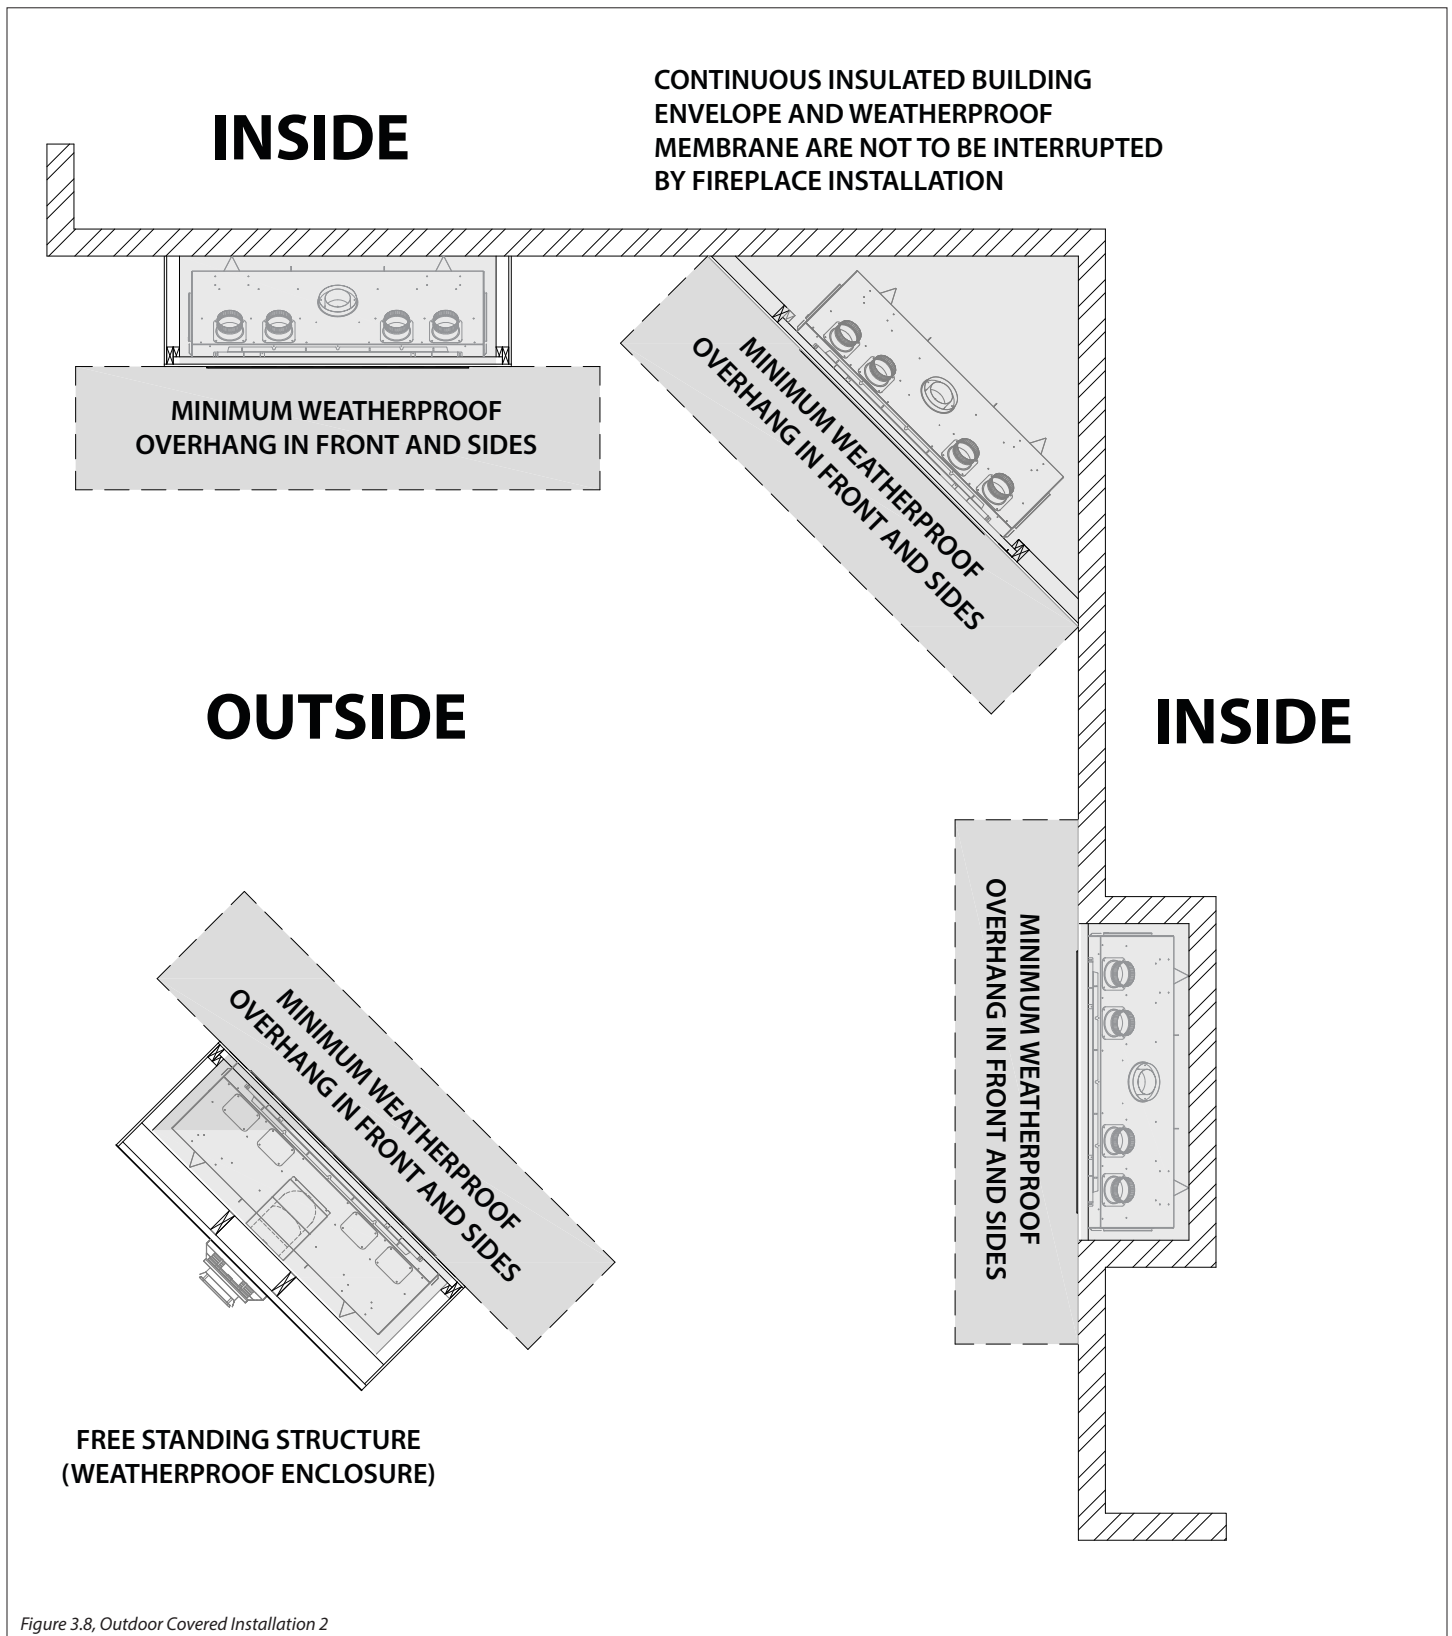 INSIDE
CONTINUOUS INSULATED BUILDING
ENVELOPE AND WEATHERPROOF
MEMBRANE ARE NOT TO BE INTERRUPTED
BY FIREPLACE INSTALLATION
MINIMUM WEATHERPROOF
OVERHANG IN FRONT AND SIDES
MINIMUM WEATHERPROOF
OVERHANG IN FRONT AND SIDES
OUTSIDE
INSIDE
MINIMUM WEATHERPROOF
OVERHANG IN FRONT AND SIDES
MINIMUM WEATHERPROOF
OVERHANG IN FRONT AND SIDES
FREE STANDING STRUCTURE
(WEATHERPROOF ENCLOSURE)
Figure 3.8, Outdoor Covered Installation 2